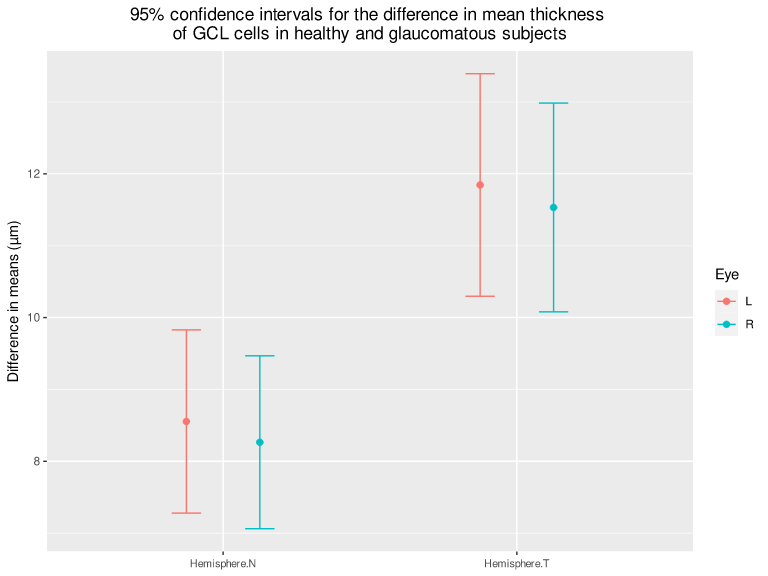 95% confidence intervals for the difference in mean thickness
of GCL cells in healthy and glaucomatous subjects
Difference in means (µm)
12
10
8
Hemisphere.N
Hemisphere.T
Eye
L
R